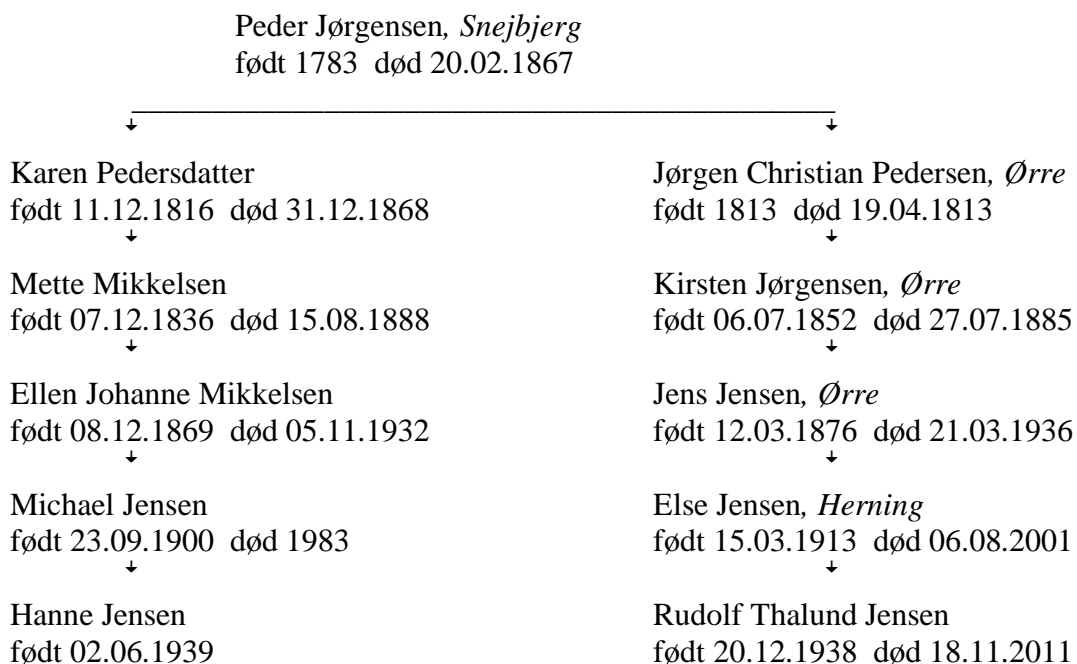 Peder Jørgensen, Snejbjerg
født 1783 død 20.02.1867
Karen Pedersdatter
født 11.12.1816 død 31.12.1868
Jørgen Christian Pedersen, Ørre
født 1813 død 19.04.1813
Mette Mikkelsen
født 07.12.1836 død 15.08.1888
Kirsten Jørgensen, Ørre
født 06.07.1852 død 27.07.1885
Ellen Johanne Mikkelsen
født 08.12.1869 død 05.11.1932
Jens Jensen, Ørre
født 12.03.1876 død 21.03.1936
Michael Jensen
født 23.09.1900 død 1983
Else Jensen, Herning
født 15.03.1913 død 06.08.2001
Hanne Jensen
født 02.06.1939
Rudolf Thalund Jensen
født 20.12.1938 død 18.11.2011